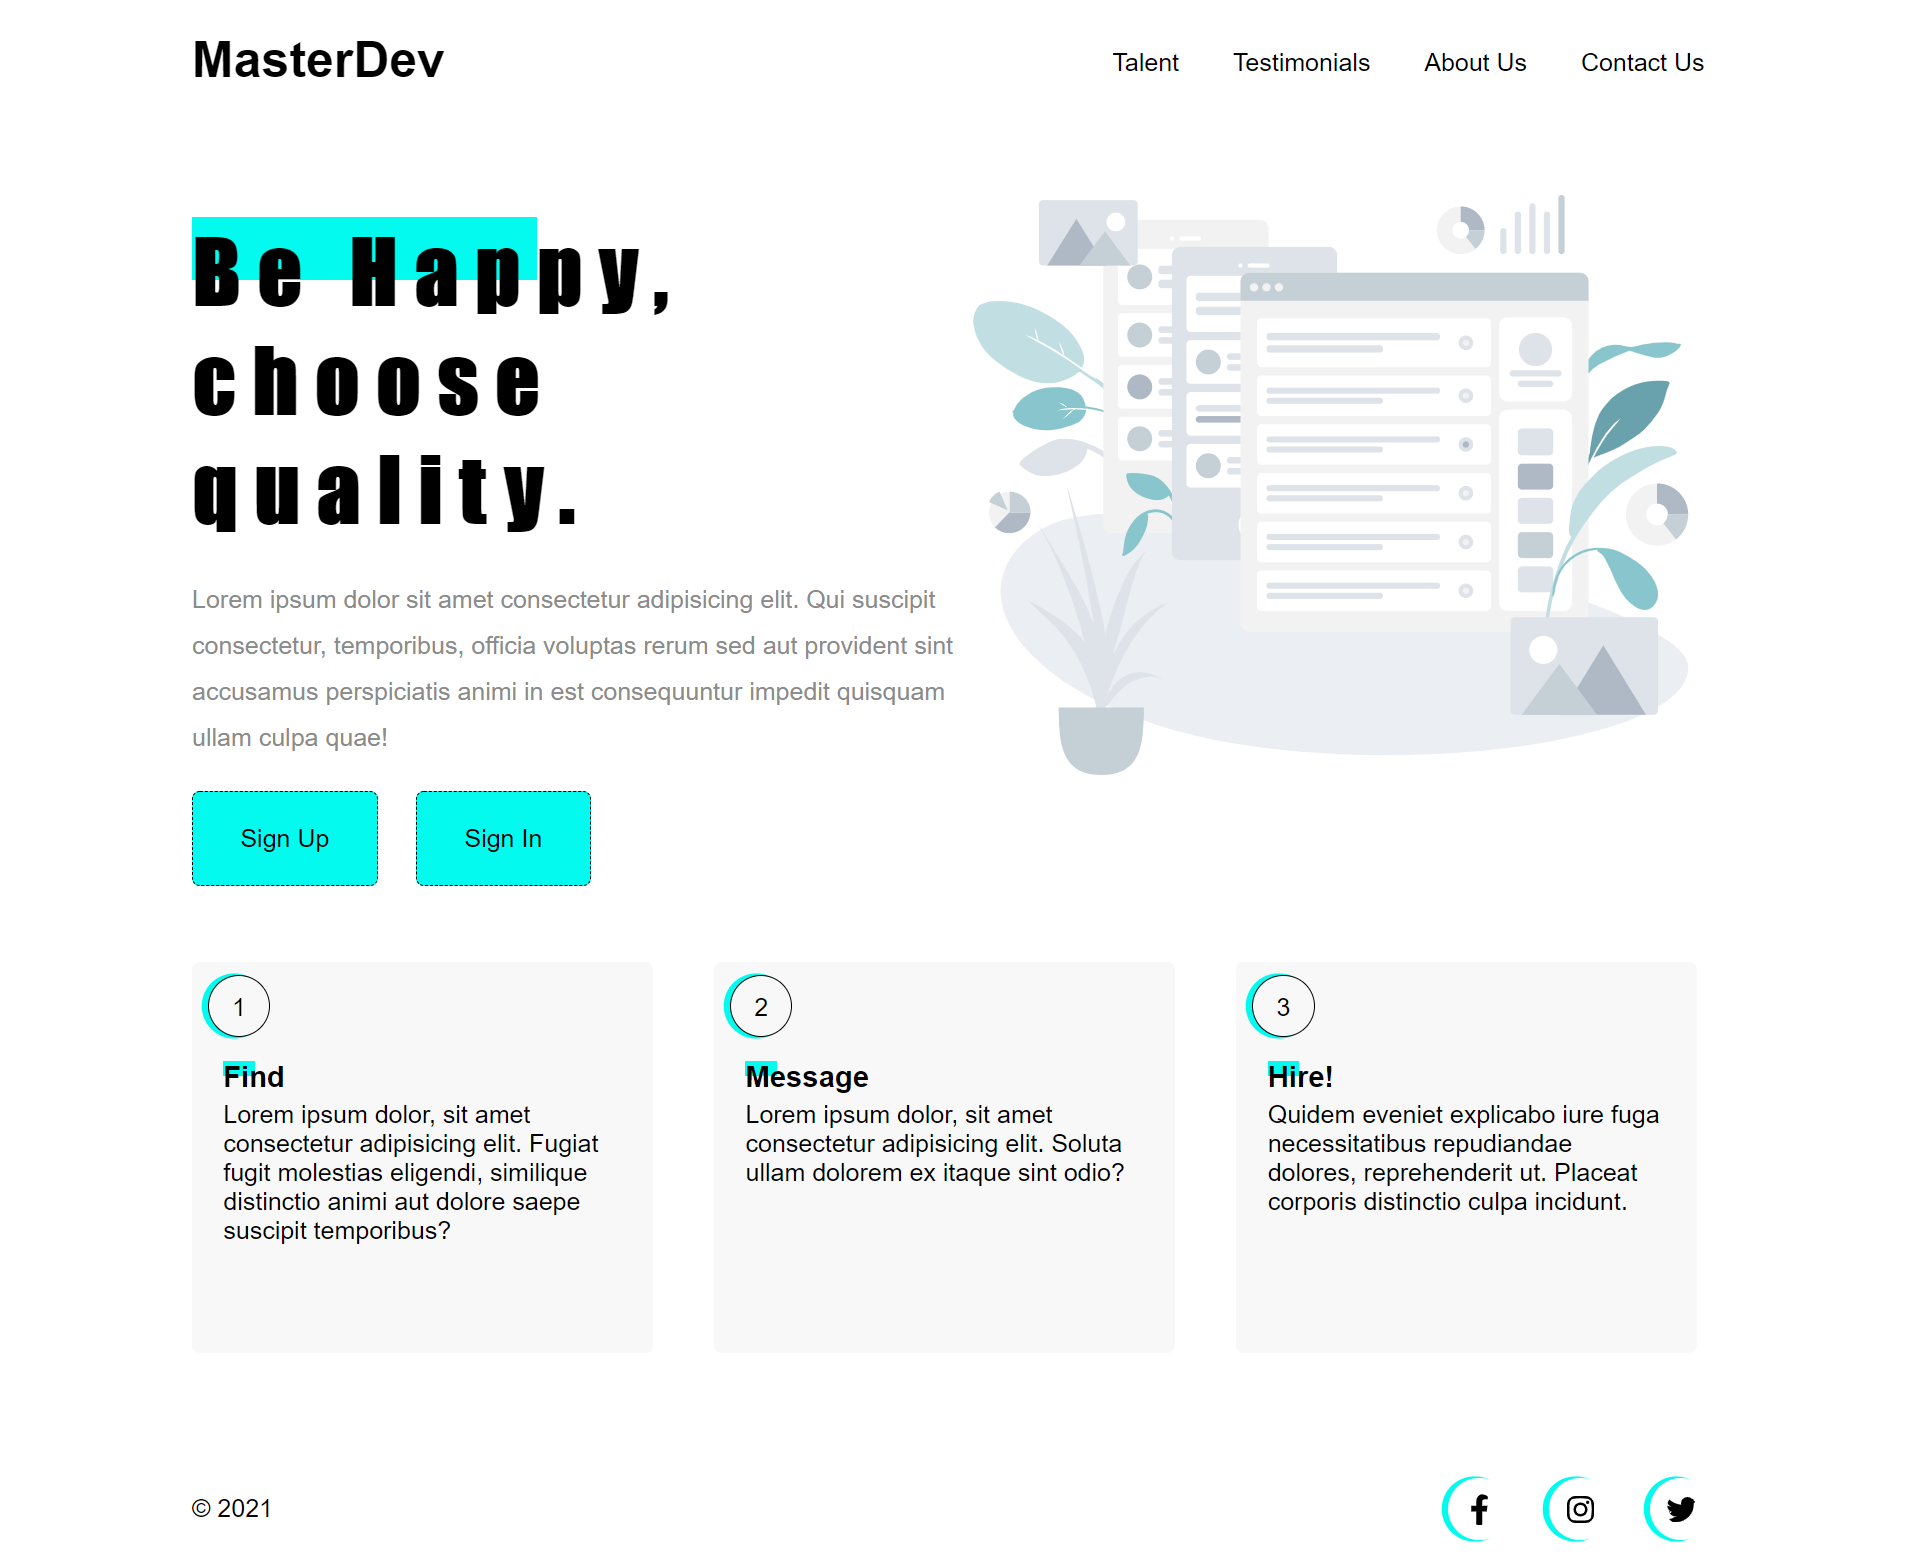 MasterDev
Talent Testimonials About Us Contact Us
Be Happy,
choose
quality.
Lorem ipsum dolor sit amet consectetur adipisicing elit. Qui suscipit
consectetur, temporibus, officia voluptas rerum sed aut provident sint
accusamus perspiciatis animi in est consequuntur impedit quisquam
ullam culpa quae!
Sign Up
Sign In
1
Find
Lorem ipsum dolor, sit amet
consectetur adipisicing elit. Fugiat
fugit molestias eligendi, similique
distinctio animi aut dolore saepe
suscipit temporibus?
2
Message
Lorem ipsum dolor, sit amet
consectetur adipisicing elit. Soluta
ullam dolorem ex itaque sint odio?
3
Hire!
Quidem eveniet explicabo iure fuga
necessitatibus repudiandae
dolores, reprehenderit ut. Placeat
corporis distinctio culpa incidunt.
© 2021